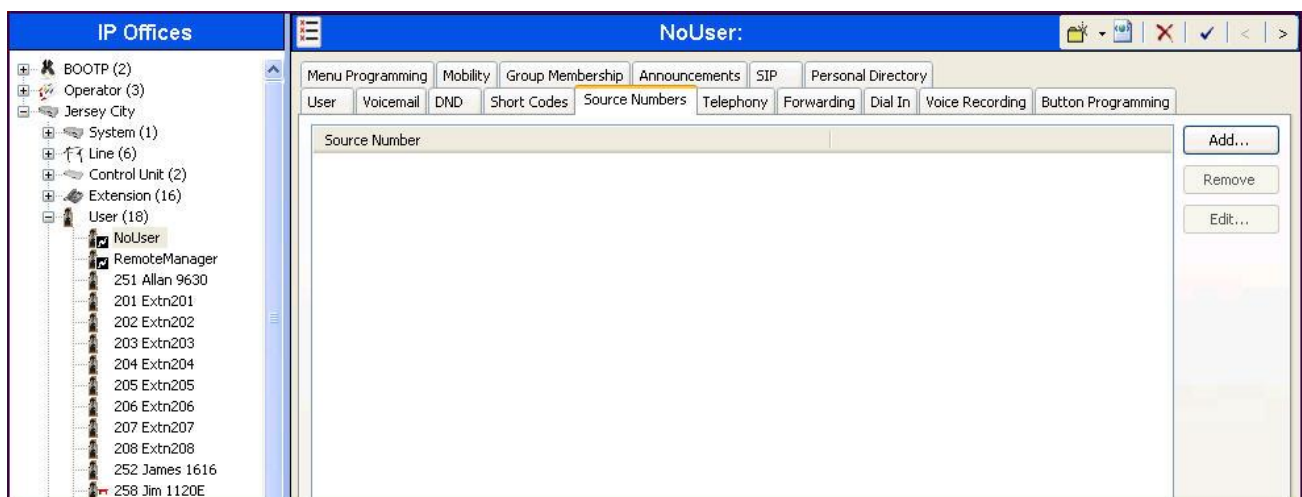 IP Offices
BOOTP (2)
Operator (3)
Jersey City
System (1)
Line (6)
Control Unit (2)
Extension (16)
User (18)
NoUser
RemoteManager
251 Allan 9630
201 Extn201
202 Extn202
203 Extn203
204 Extn204
205 Extn205
206 Extn206
207 Extn207
208 Extn208
252 James 1616
258 Jim 1120E
NoUser:
Menu Programming Mobility Group Membership Announcements SIP Personal Directory
User Voicemail DND Short Codes Source Numbers Telephony Forwarding Dial In Voice Recording Button Programming
Source Number
Add...
Remove
Edit...